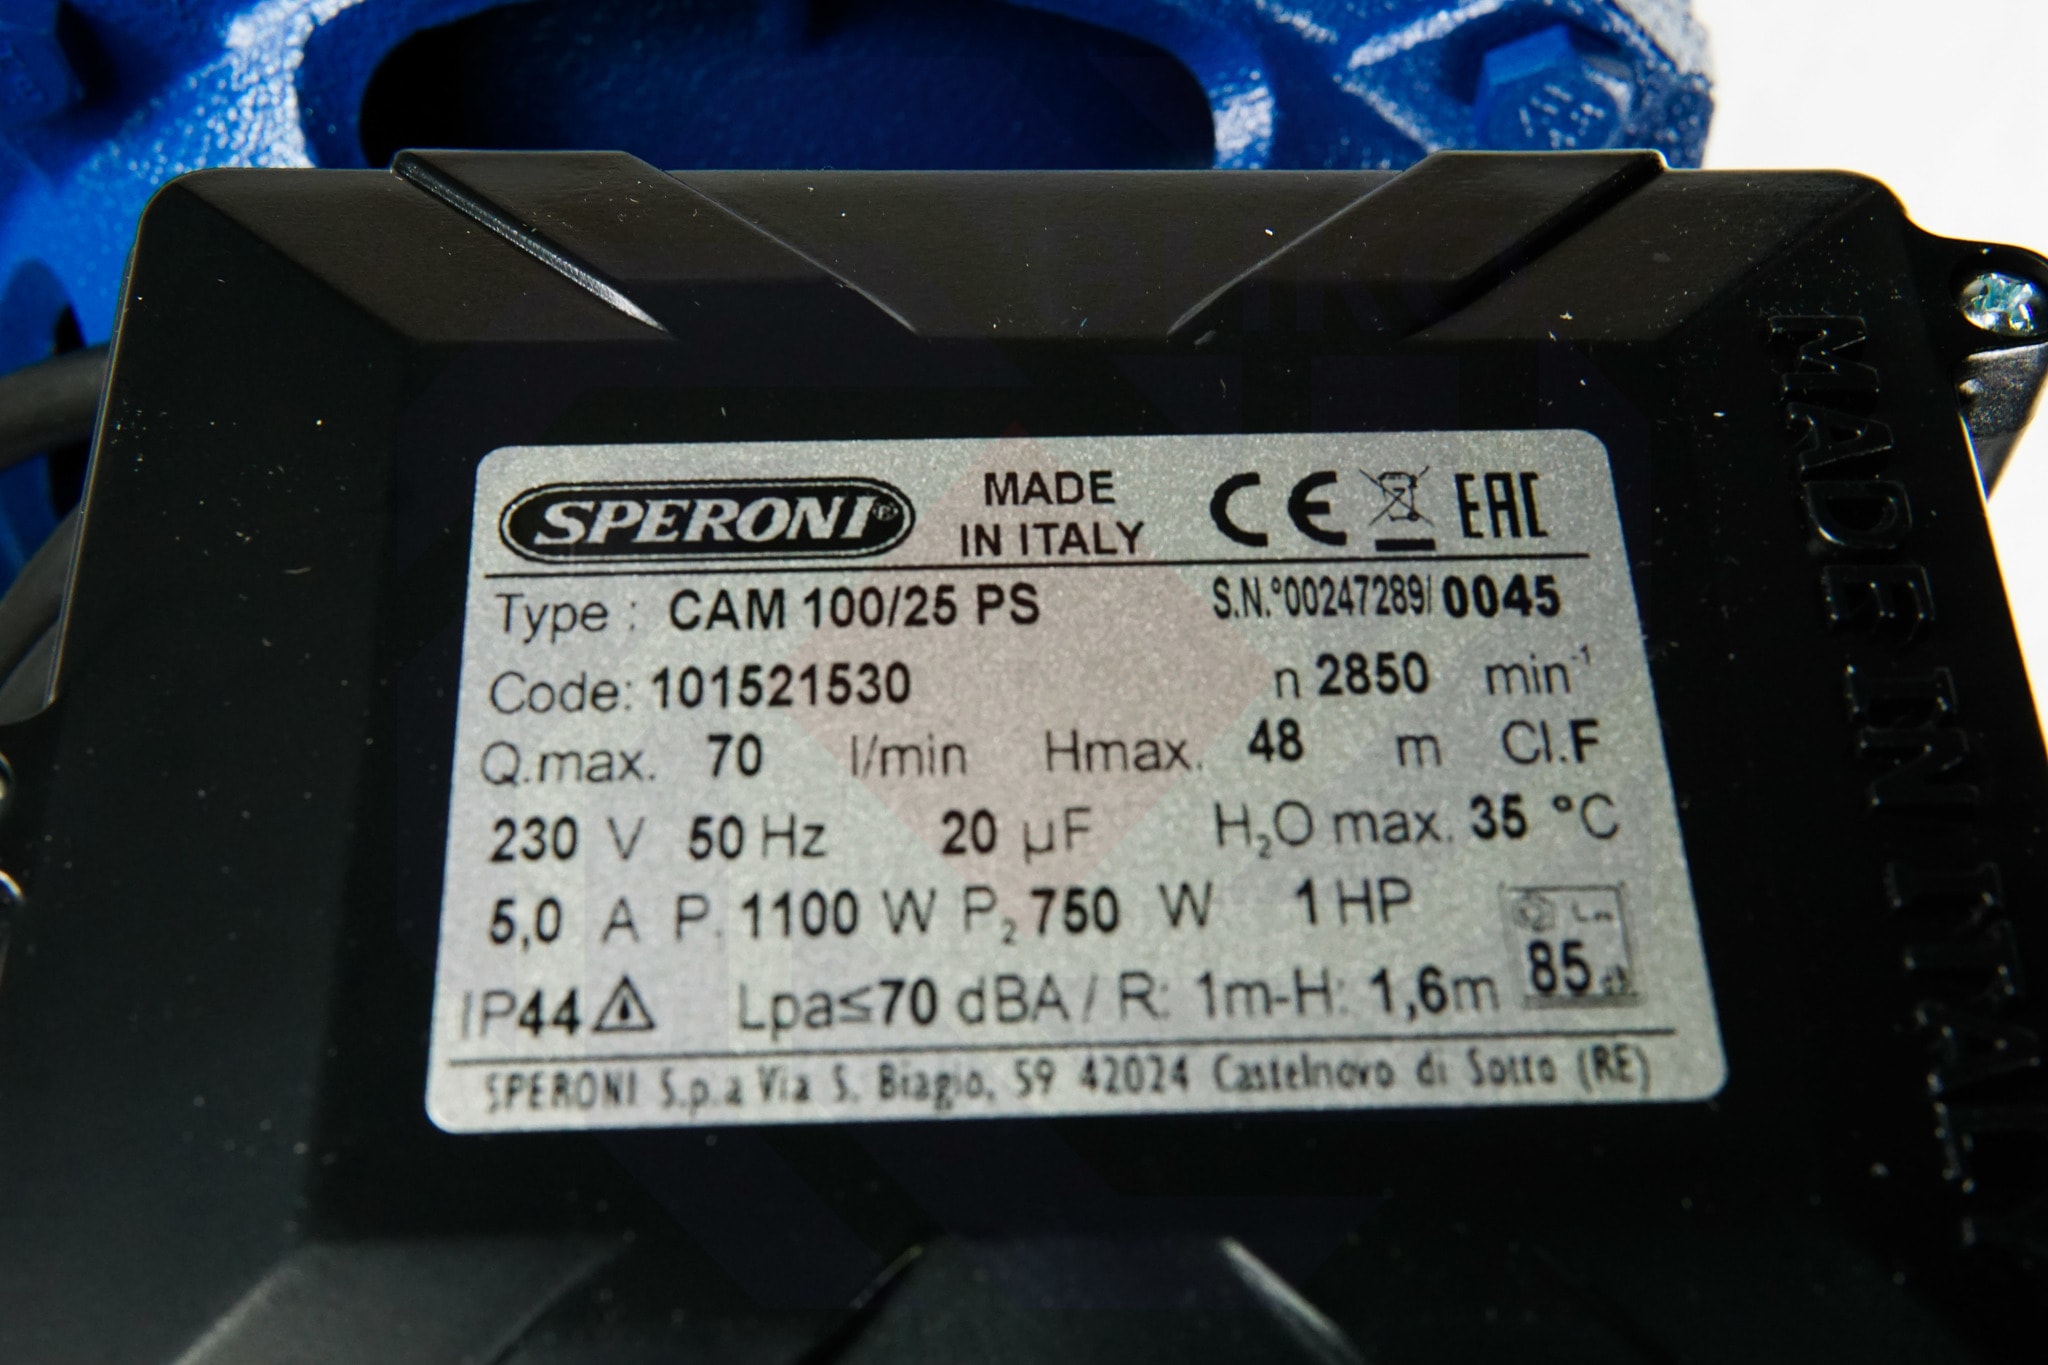 SPERONI®
MADE
IN ITALY
CE
EAC
Type : CAM 100/25 PS S.N.°00247289/ 0045
Code: 101521530 n 2850 min⁻¹
Q.max. 70 l/min Hmax. 48 m Cl.F
230 V 50 Hz 20 µF H₂O max. 35 °C
5,0 A P. 1100 W P₂ 750 W 1 HP
85
IP44 Lpa≤70 dBA / R: 1m-H: 1,6m
SPERONI S.p.a Via S. Biagio, 59 42024 Castelnovo di Sotto (RE)
MADE IN ITALY